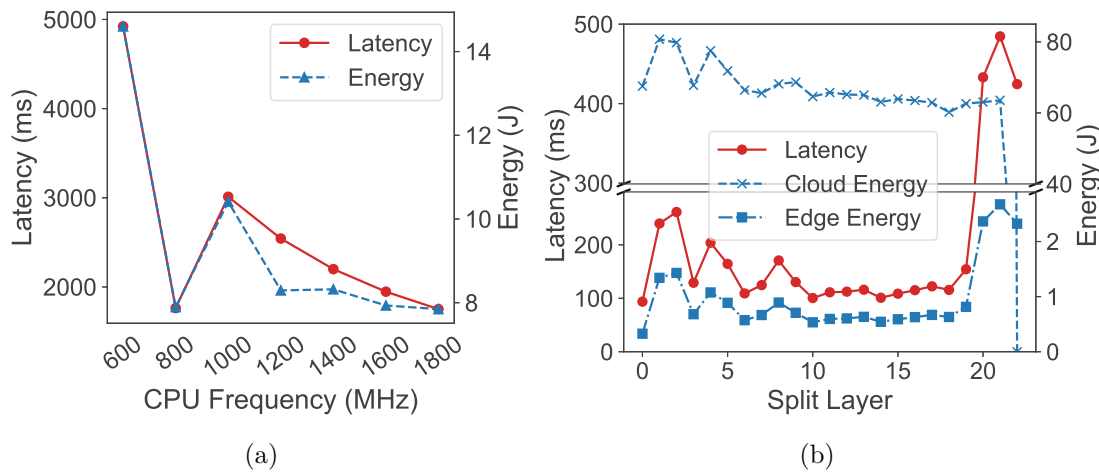 5000
4000
3000
2000
Latency (ms)
Latency
Energy
14
12
10
8
Energy (J)
600
800
1000
1200
1400
1600
1800
CPU Frequency (MHz)
(a)
500
400
300
200
100
0
Latency (ms)
Latency
Cloud Energy
Edge Energy
80
60
40
2
1
0
Energy (J)
0
5
10
15
20
Split Layer
(b)